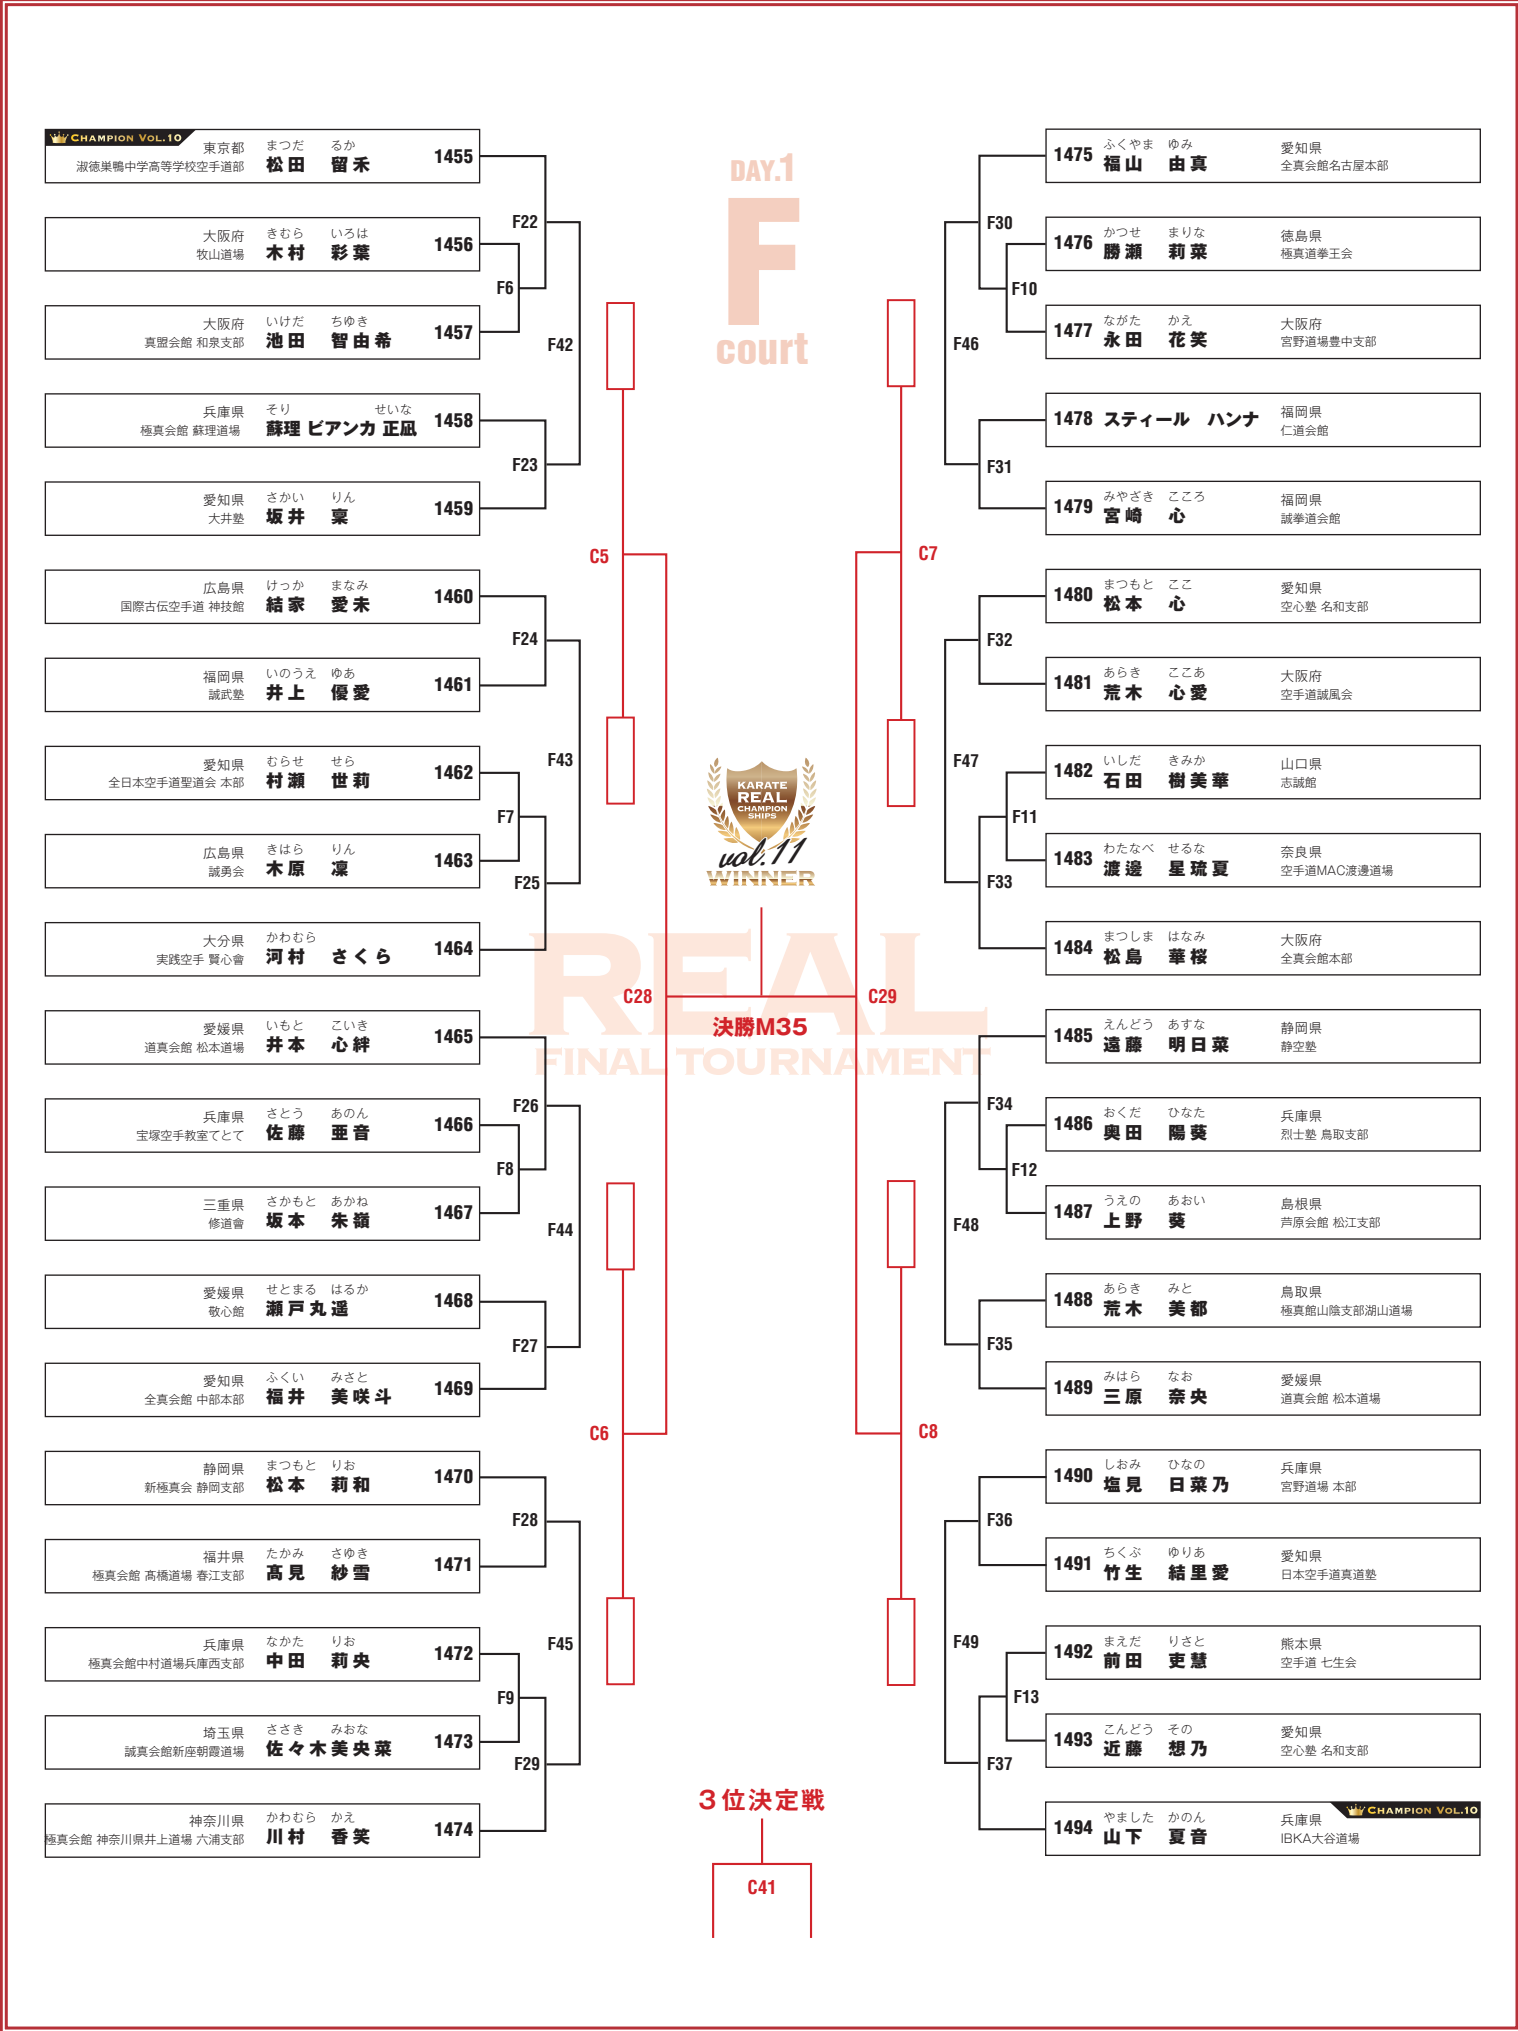 DAY.1
F
court
CHAMPION VOL.10
東京都 まつだ るか
淑徳巣鴨中学高等学校空手道部 松田 留禾 1455
大阪府 きむら いろは
牧山道場 木村 彩葉 1456
大阪府 いけだ ちゆき
真盟会館 和泉支部 池田 智由希 1457
兵庫県 そり せいな
極真会館 蘇理道場 蘇理 ビアンカ 正凪 1458
愛知県 さかい りん
大井塾 坂井 稟 1459
広島県 けっか まなみ
国際古伝空手道 神技館 結家 愛未 1460
福岡県 いのうえ ゆあ
誠武塾 井上 優愛 1461
愛知県 むらせ せら
全日本空手道聖道会 本部 村瀬 世莉 1462
広島県 きはら りん
誠勇会 木原 凜 1463
大分県 かわむら
実践空手 賢心會 河村 さくら 1464
愛媛県 いもと こいき
道真会館 松本道場 井本 心絆 1465
兵庫県 さとう あのん
宝塚空手教室てとて 佐藤 亜音 1466
三重県 さかもと あかね
修道會 坂本 朱嶺 1467
愛媛県 せとまる はるか
敬心館 瀬戸丸遥 1468
愛知県 ふくい みさと
全真会館 中部本部 福井 美咲斗 1469
静岡県 まつもと りお
新極真会 静岡支部 松本 莉和 1470
福井県 たかみ さゆき
極真会館 髙橋道場 春江支部 髙見 紗雪 1471
兵庫県 なかた りお
極真会館中村道場兵庫西支部 中田 莉央 1472
埼玉県 ささき みおな
誠真会館新座朝霞道場 佐々木美央菜 1473
神奈川県 かわむら かえ
極真会館 神奈川県井上道場 六浦支部 川村 香笑 1474
F22
F6
F42
F23
F24
F43
F7
F25
F26
F8
F44
F27
F28
F45
F9
F29
C5
C6
C28
KARATE
REAL
CHAMPION
SHIPS
vol.11
WINNER
REAL
FINAL TOURNAMENT
決勝M35
C29
C7
C8
F30
F10
F46
F31
F32
F47
F11
F33
F34
F12
F48
F35
F36
F49
F13
F37
ふくやま ゆみ 愛知県
1475 福山 由真 全真会館名古屋本部
かつせ まりな 徳島県
1476 勝瀬 莉菜 極真道拳王会
ながた かえ 大阪府
1477 永田 花笑 宮野道場豊中支部
1478 スティール ハンナ 福岡県
仁道会館
みやざき こころ 福岡県
1479 宮崎 心 誠拳道会館
まつもと ここ 愛知県
1480 松本 心 空心塾 名和支部
あらき ここあ 大阪府
1481 荒木 心愛 空手道誠風会
いしだ きみか 山口県
1482 石田 樹美華 志誠館
わたなべ せるな 奈良県
1483 渡邊 星琉夏 空手道MAC渡邊道場
まつしま はなみ 大阪府
1484 松島 華桜 全真会館本部
えんどう あすな 静岡県
1485 遠藤 明日菜 静空塾
おくだ ひなた 兵庫県
1486 奥田 陽葵 烈士塾 鳥取支部
うえの あおい 島根県
1487 上野 葵 芦原会館 松江支部
あらき みと 鳥取県
1488 荒木 美都 極真館山陰支部湖山道場
みはら なお 愛媛県
1489 三原 奈央 道真会館 松本道場
しおみ ひなの 兵庫県
1490 塩見 日菜乃 宮野道場 本部
ちくぶ ゆりあ 愛知県
1491 竹生 結里愛 日本空手道真道塾
まえだ りさと 熊本県
1492 前田 吏慧 空手道 七生会
こんどう その 愛知県
1493 近藤 想乃 空心塾 名和支部
CHAMPION VOL.10
やました かのん 兵庫県
1494 山下 夏音 IBKA大谷道場
3位決定戦
C41